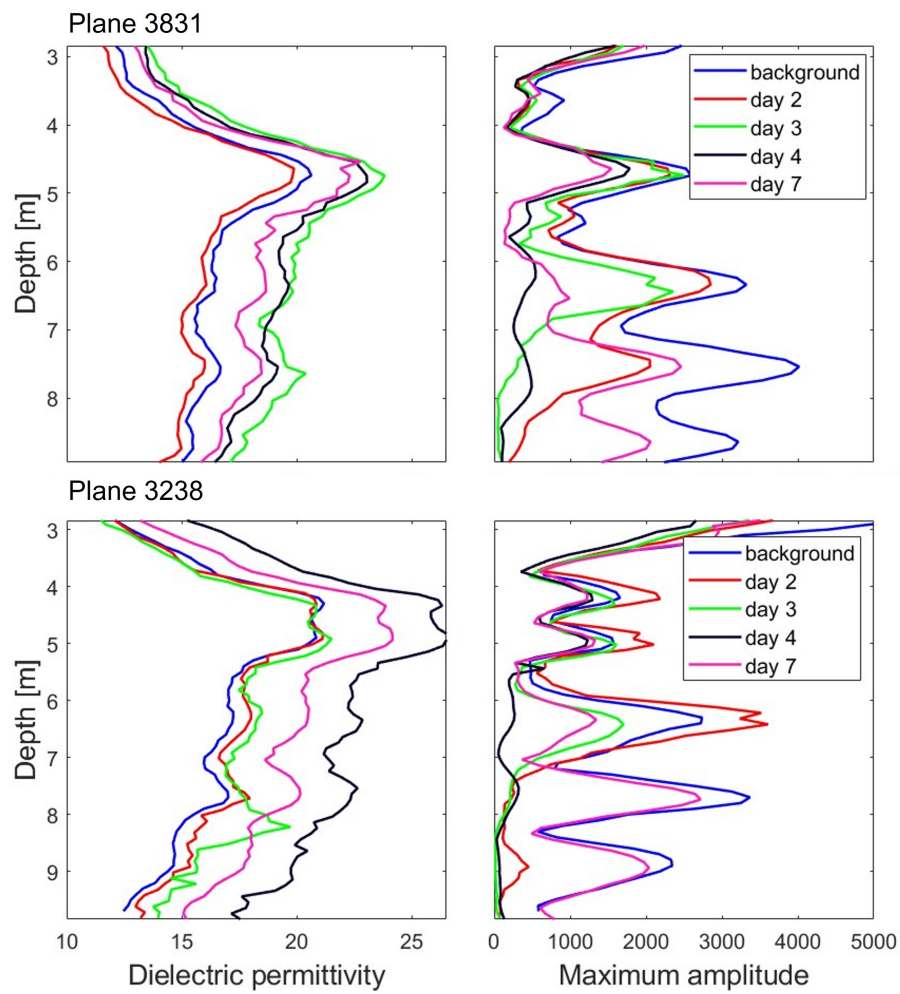 Plane 3831
3
4
5
6
7
8
Depth [m]
background
day 2
day 3
day 4
day 7
Plane 3238
3
4
5
6
7
8
9
Depth [m]
background
day 2
day 3
day 4
day 7
10 15 20 25
0 1000 2000 3000 4000 5000
Dielectric permittivity
Maximum amplitude